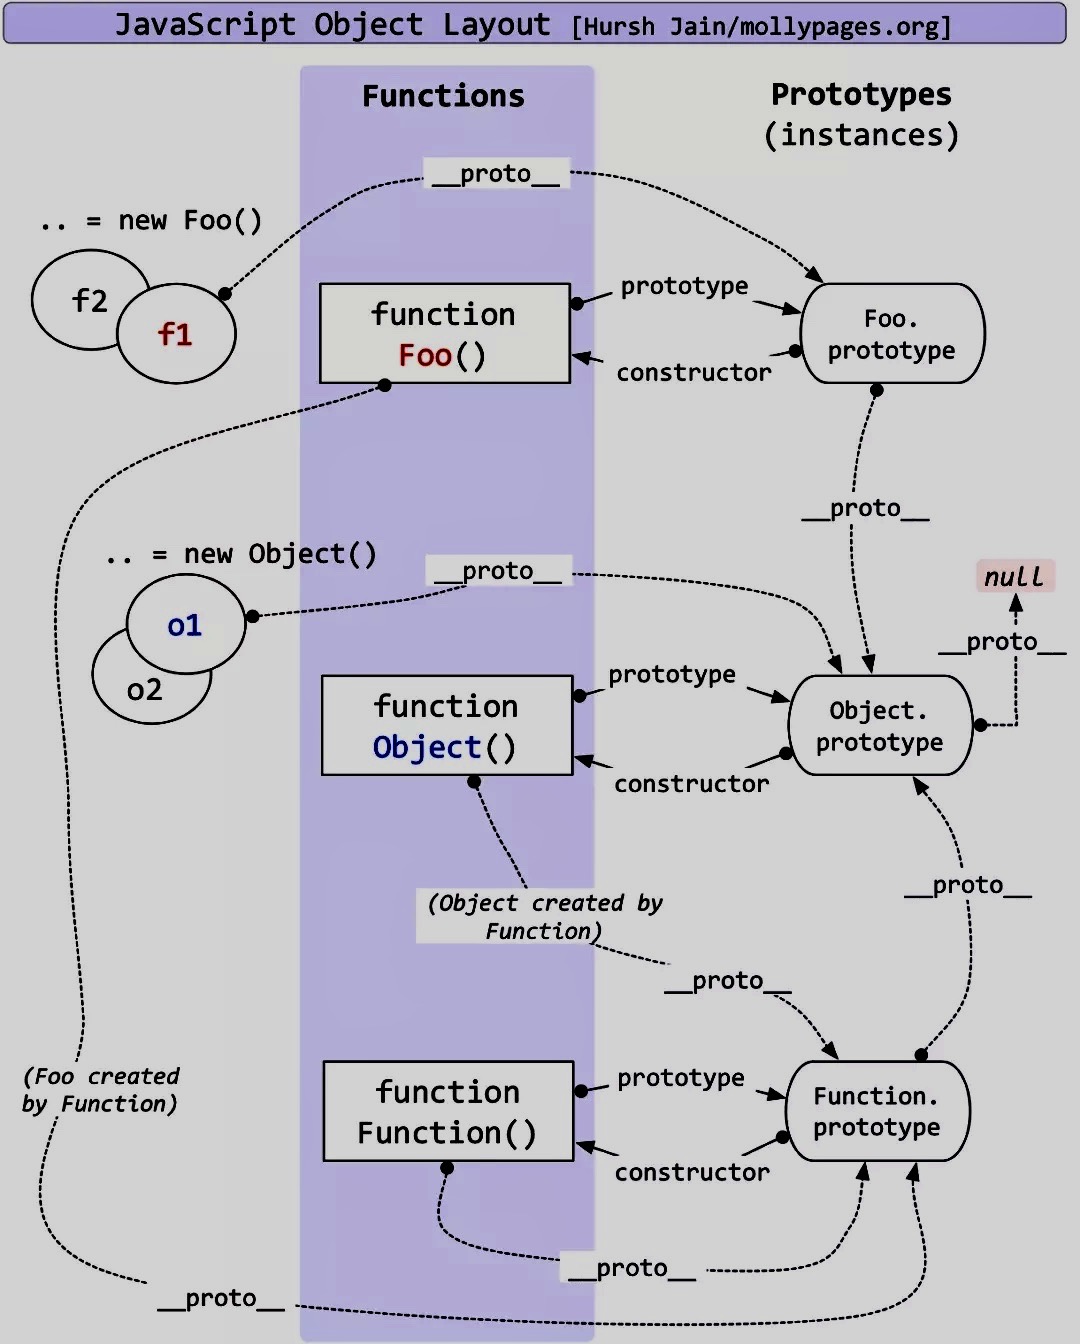 JavaScript Object Layout [Hursh Jain/mollypages.org]
Functions
Prototypes
(instances)
__proto__
.. = new Foo()
f2
f1
function
Foo()
prototype
constructor
Foo.
prototype
__proto__
.. = new Object()
__proto__
null
__proto__
o1
o2
function
Object()
prototype
constructor
Object.
prototype
__proto__
(Object created by
Function)
__proto__
(Foo created
by Function)
function
Function()
prototype
constructor
Function.
prototype
__proto__
__proto__